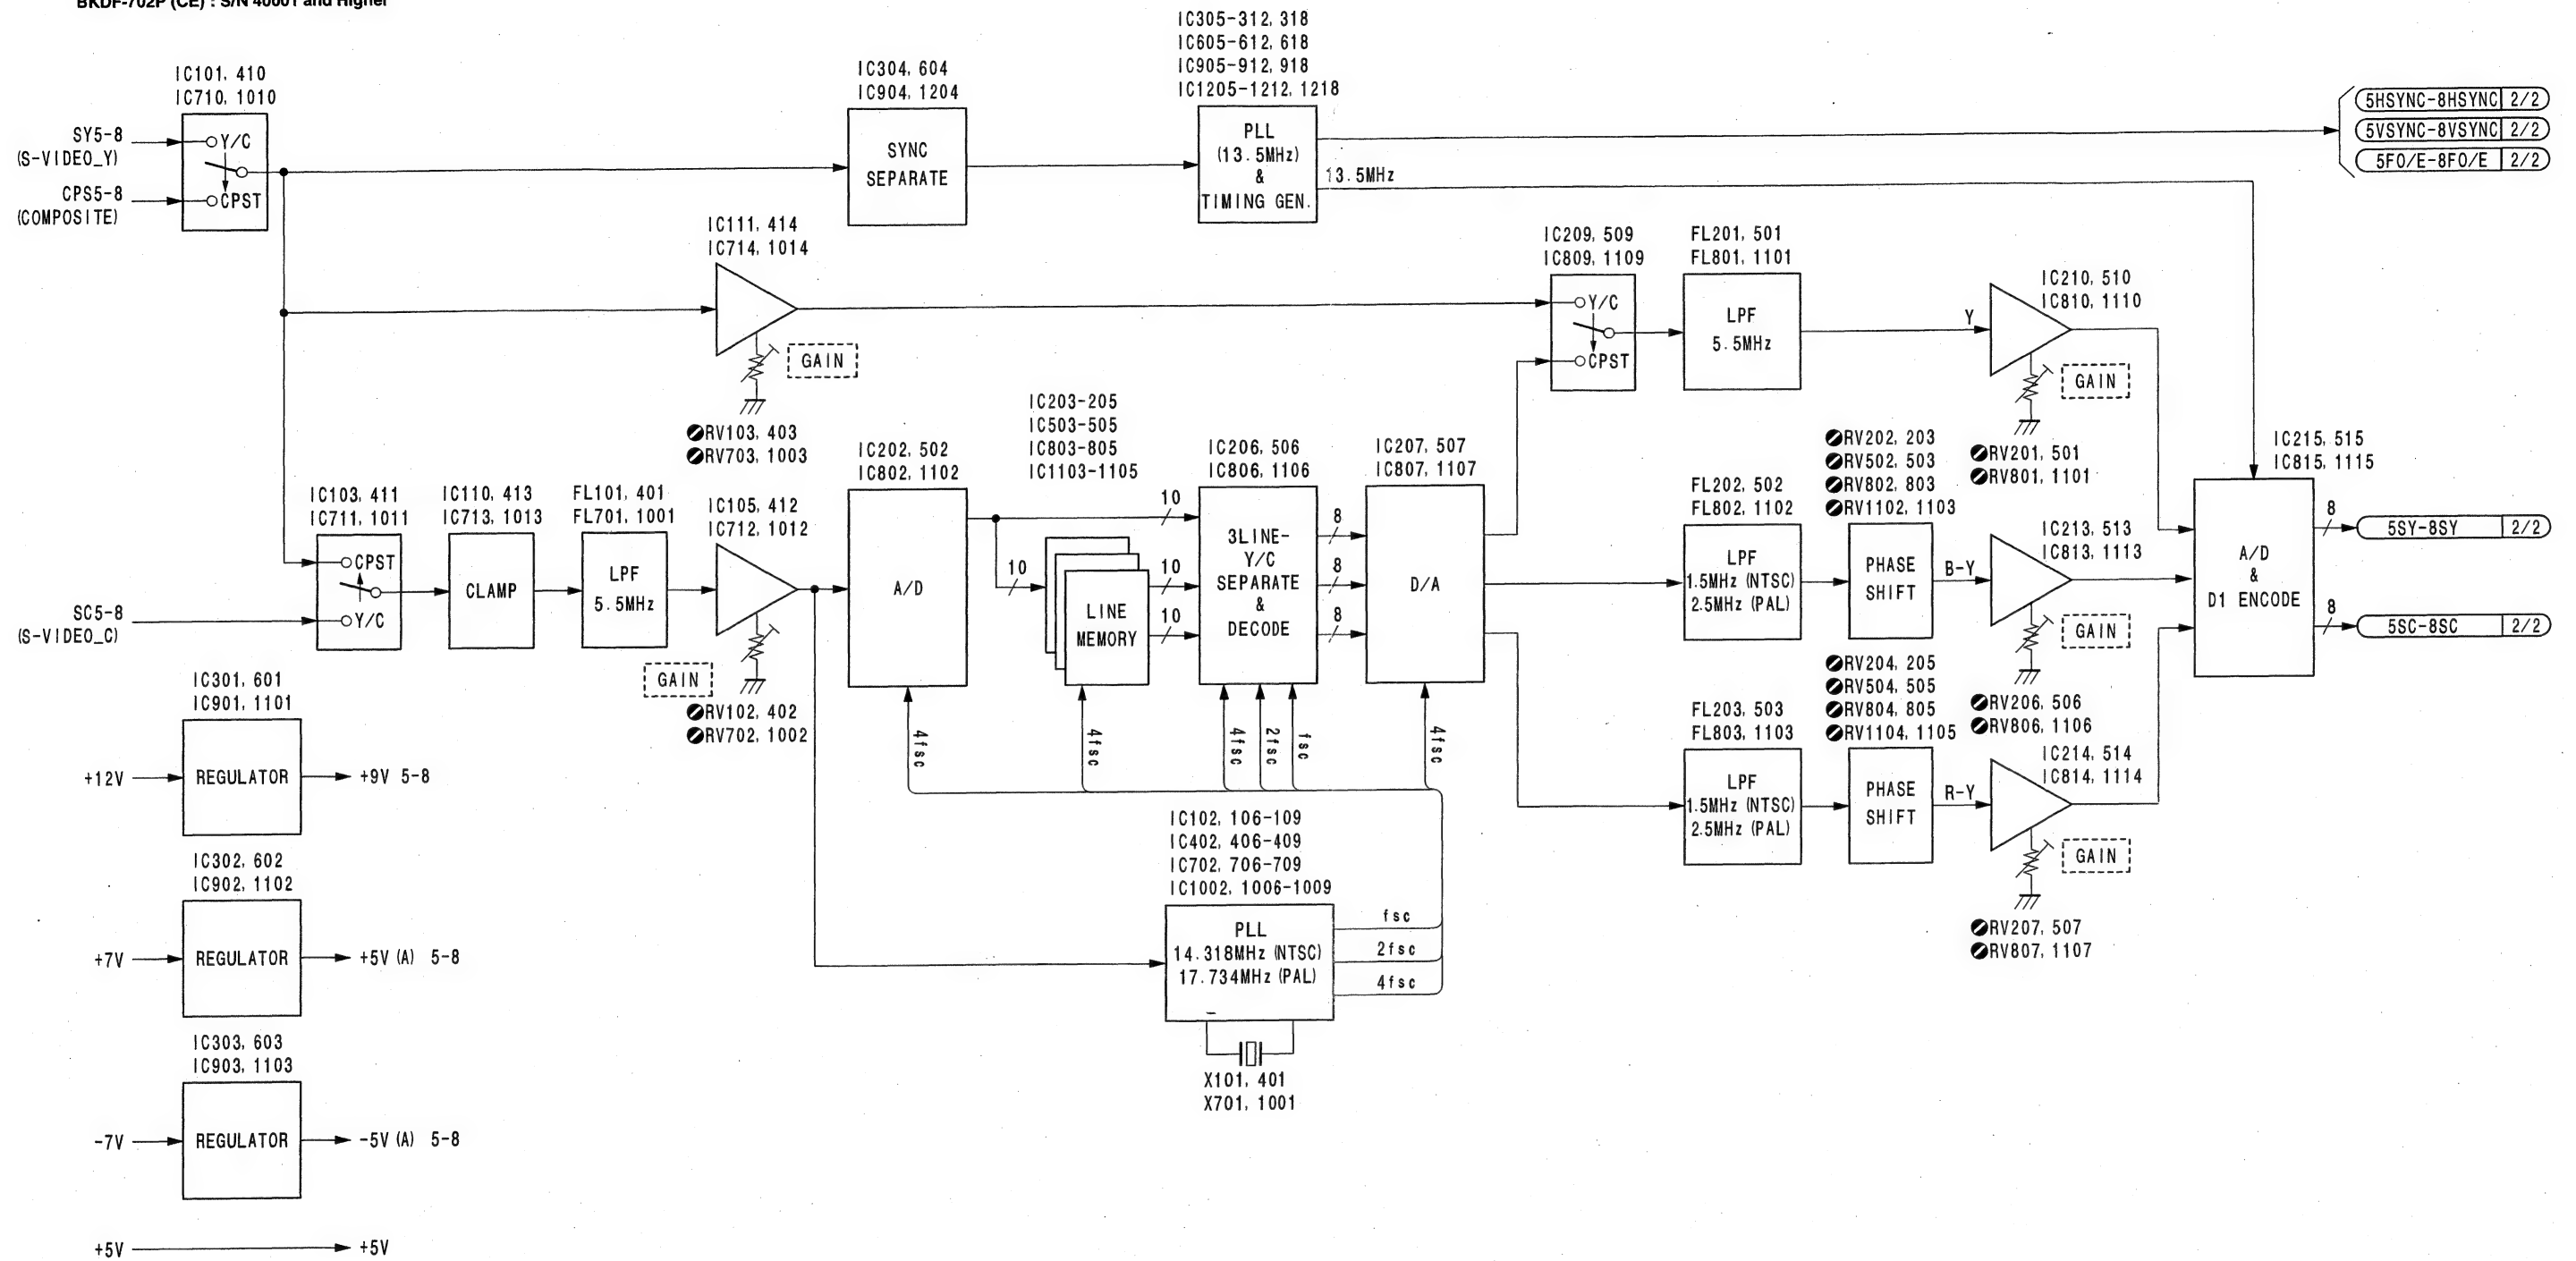 BKDF-702P (CE) : S/N 40001 and Higher
IC101, 410
IC710, 1010
SY5-8
(S-VIDEO_Y)
CPS5-8
(COMPOSITE)
Y/C
CPST
IC304, 604
IC904, 1204
SYNC
SEPARATE
IC305-312, 318
IC605-612, 618
IC905-912, 918
IC1205-1212, 1218
PLL
(13.5MHz)
&
TIMING GEN.
13.5MHz
5HSYNC-8HSYNC 2/2
5VSYNC-8VSYNC 2/2
5FO/E-8FO/E 2/2
IC111, 414
IC714, 1014
GAIN
RV103, 403
RV703, 1003
IC209, 509
IC809, 1109
Y/C
CPST
FL201, 501
FL801, 1101
LPF
5.5MHz
Y
IC210, 510
IC810, 1110
GAIN
RV201, 501
RV801, 1101
IC103, 411
IC711, 1011
CPST
Y/C
SC5-8
(S-VIDEO_C)
IC110, 413
IC713, 1013
CLAMP
FL101, 401
FL701, 1001
LPF
5.5MHz
IC105, 412
IC712, 1012
GAIN
RV102, 402
RV702, 1002
IC202, 502
IC802, 1102
A/D
IC203-205
IC503-505
IC803-805
IC1103-1105
10
10
10
10
LINE
MEMORY
IC206, 506
IC806, 1106
3LINE-
Y/C
SEPARATE
&
DECODE
8
8
8
IC207, 507
IC807, 1107
D/A
4fsc
4fsc
4fsc
2fsc
fsc
4fsc
FL202, 502
FL802, 1102
LPF
1.5MHz (NTSC)
2.5MHz (PAL)
RV202, 203
RV502, 503
RV802, 803
RV1102, 1103
PHASE
SHIFT
B-Y
IC213, 513
IC813, 1113
GAIN
RV206, 506
RV806, 1106
FL203, 503
FL803, 1103
LPF
1.5MHz (NTSC)
2.5MHz (PAL)
RV204, 205
RV504, 505
RV804, 805
RV1104, 1105
PHASE
SHIFT
R-Y
IC214, 514
IC814, 1114
GAIN
RV207, 507
RV807, 1107
IC215, 515
IC815, 1115
A/D
&
D1 ENCODE
8
5SY-8SY 2/2
8
5SC-8SC 2/2
IC102, 106-109
IC402, 406-409
IC702, 706-709
IC1002, 1006-1009
PLL
14.318MHz (NTSC)
17.734MHz (PAL)
fsc
2fsc
4fsc
X101, 401
X701, 1001
IC301, 601
IC901, 1101
+12V
REGULATOR
+9V 5-8
IC302, 602
IC902, 1102
+7V
REGULATOR
+5V (A) 5-8
IC303, 603
IC903, 1103
-7V
REGULATOR
-5V (A) 5-8
+5V
+5V